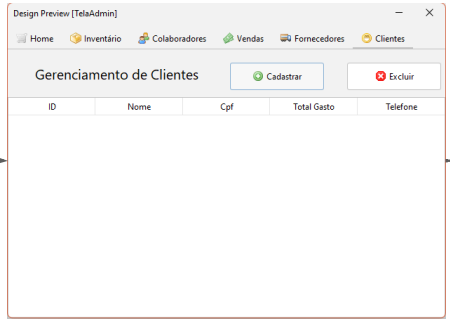 Design Preview [TelaAdmin]
Home Inventário Colaboradores Vendas Fornecedores Clientes
Gerenciamento de Clientes Cadastrar Excluir
ID Nome Cpf Total Gasto Telefone